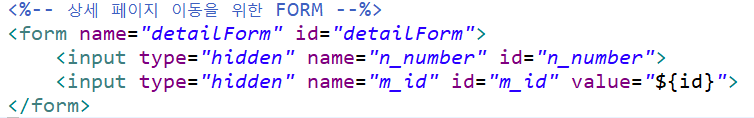 <%-- 상세 페이지 이동을 위한 FORM --%>
<form name="detailForm" id="detailForm">
    <input type="hidden" name="n_number" id="n_number">
    <input type="hidden" name="m_id" id="m_id" value="${id}">
</form>